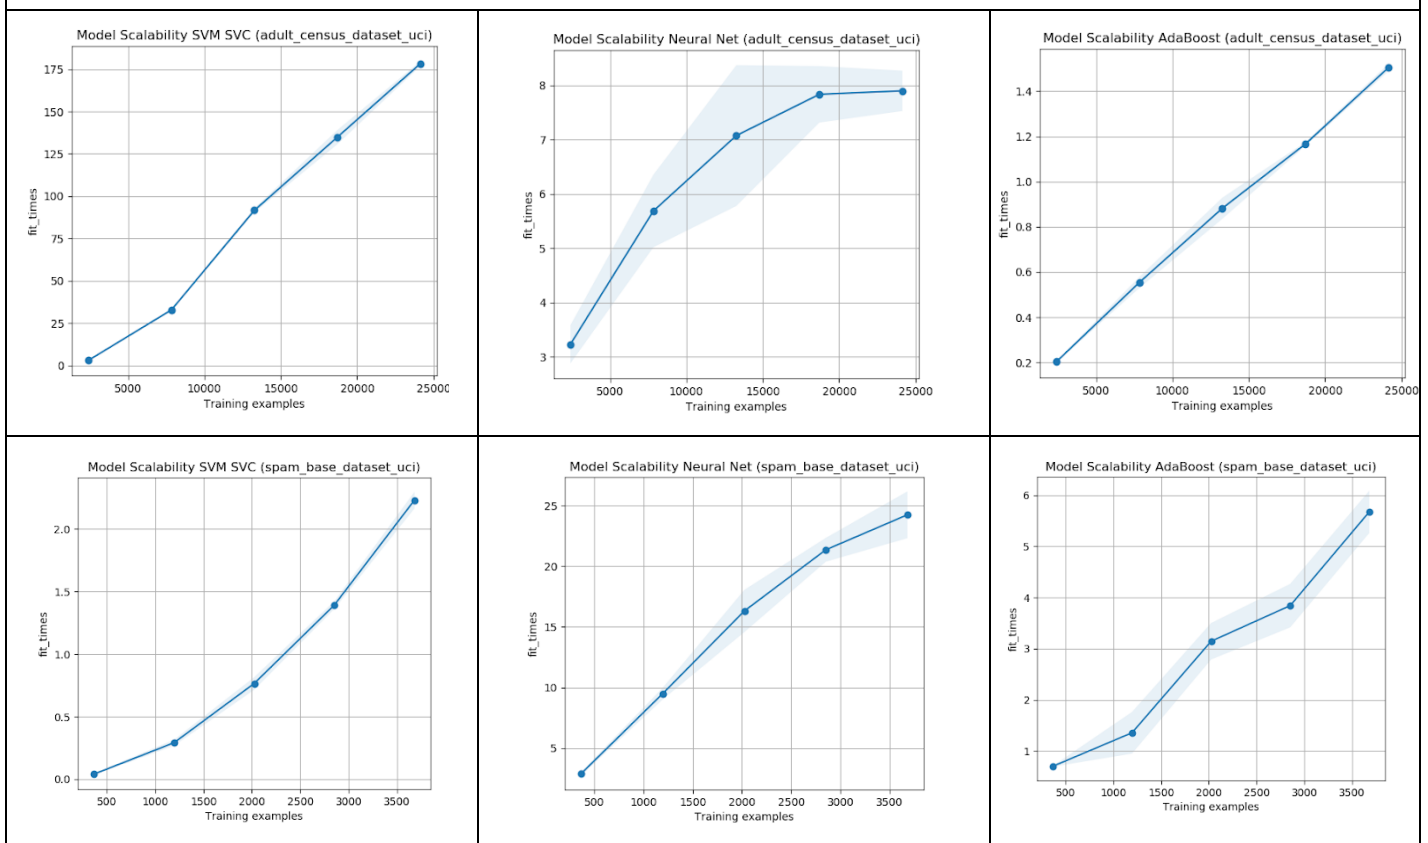 Model Scalability SVM SVC (adult_census_dataset_uci)
175
150
125
100
75
50
25
0
fit_times
5000 10000 15000 20000 25000
Training examples
Model Scalability Neural Net (adult_census_dataset_uci)
8
7
6
5
4
3
fit_times
5000 10000 15000 20000 25000
Training examples
Model Scalability AdaBoost (adult_census_dataset_uci)
1.4
1.2
1.0
0.8
0.6
0.4
0.2
fit_times
5000 10000 15000 20000 25000
Training examples
Model Scalability SVM SVC (spam_base_dataset_uci)
2.0
1.5
1.0
0.5
0.0
fit_times
500 1000 1500 2000 2500 3000 3500
Training examples
Model Scalability Neural Net (spam_base_dataset_uci)
25
20
15
10
5
fit_times
500 1000 1500 2000 2500 3000 3500
Training examples
Model Scalability AdaBoost (spam_base_dataset_uci)
6
5
4
3
2
1
fit_times
500 1000 1500 2000 2500 3000 3500
Training examples